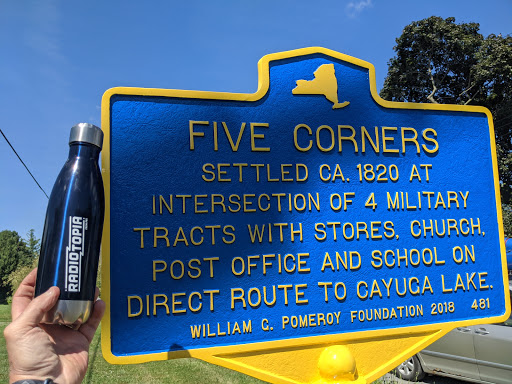 FIVE CORNERS
SETTLED CA. 1820 AT
INTERSECTION OF 4 MILITARY
TRACTS WITH STORES, CHURCH,
POST OFFICE AND SCHOOL ON
DIRECT ROUTE TO CAYUGA LAKE.
WILLIAM G. POMEROY FOUNDATION 2018 481
RADIOTOPIA